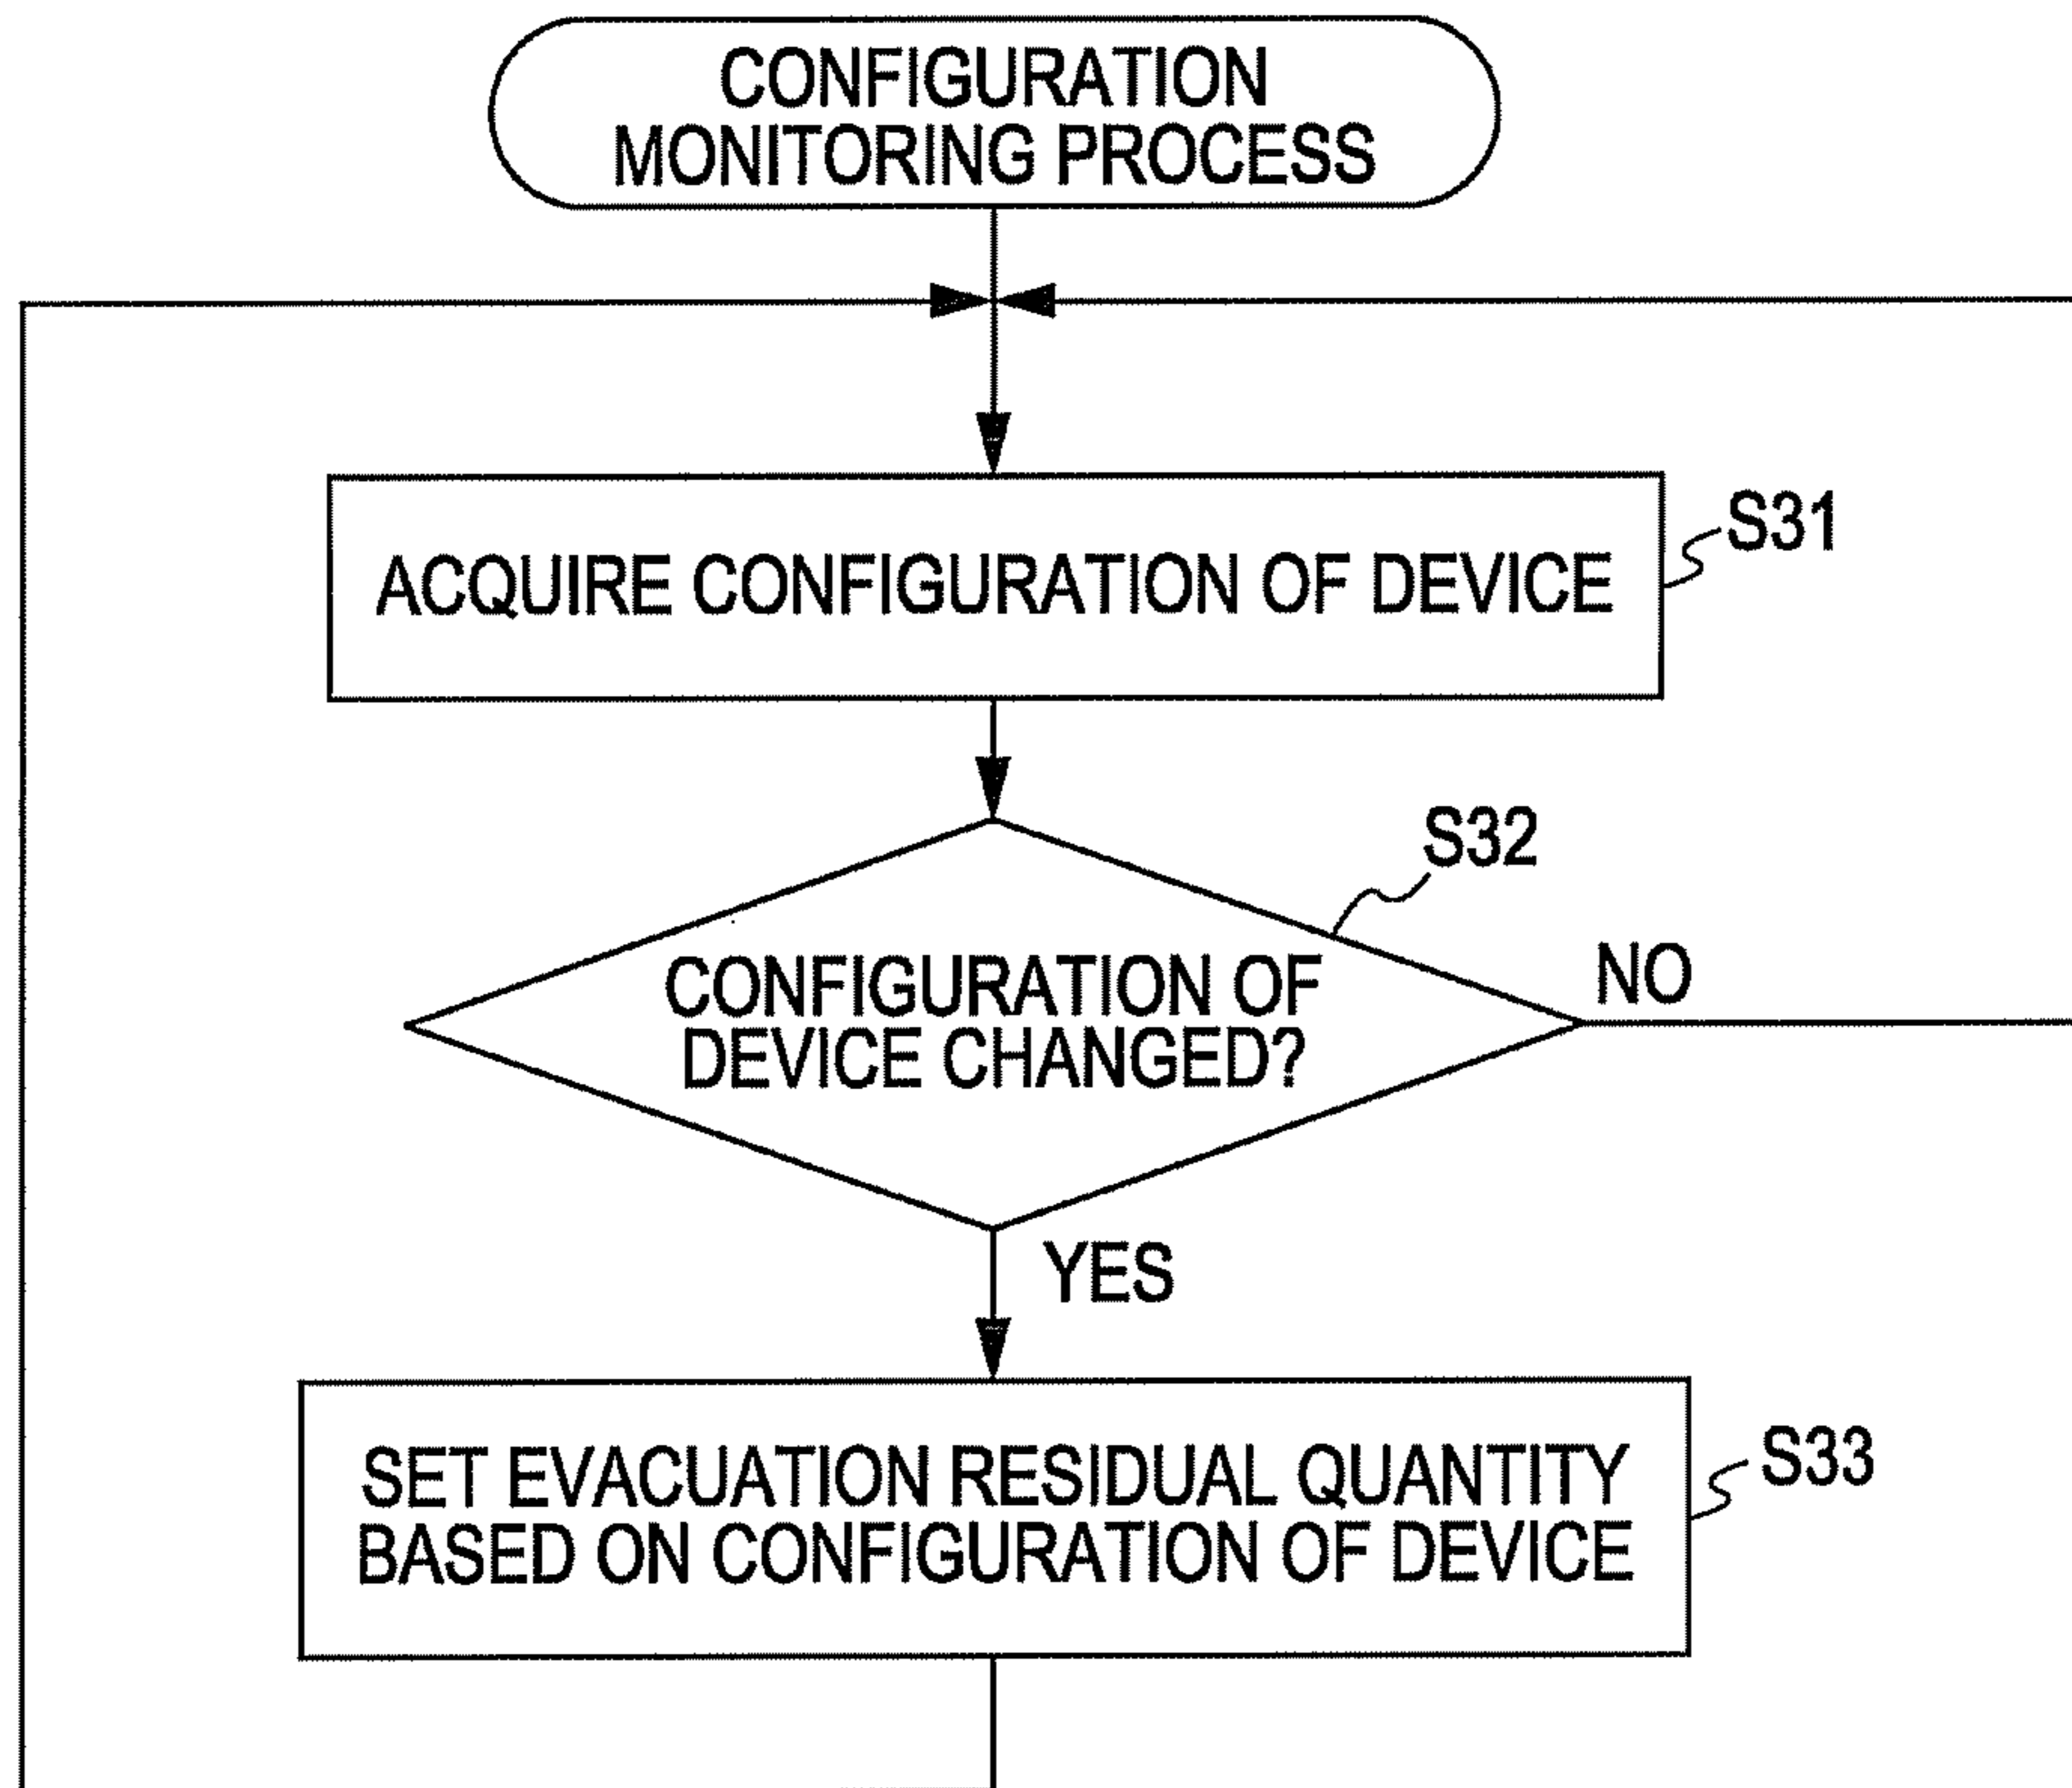 CONFIGURATION
MONITORING PROCESS
ACQUIRE CONFIGURATION OF DEVICE
S31
S32
CONFIGURATION OF
DEVICE CHANGED?
NO
YES
SET EVACUATION RESIDUAL QUANTITY
BASED ON CONFIGURATION OF DEVICE
S33